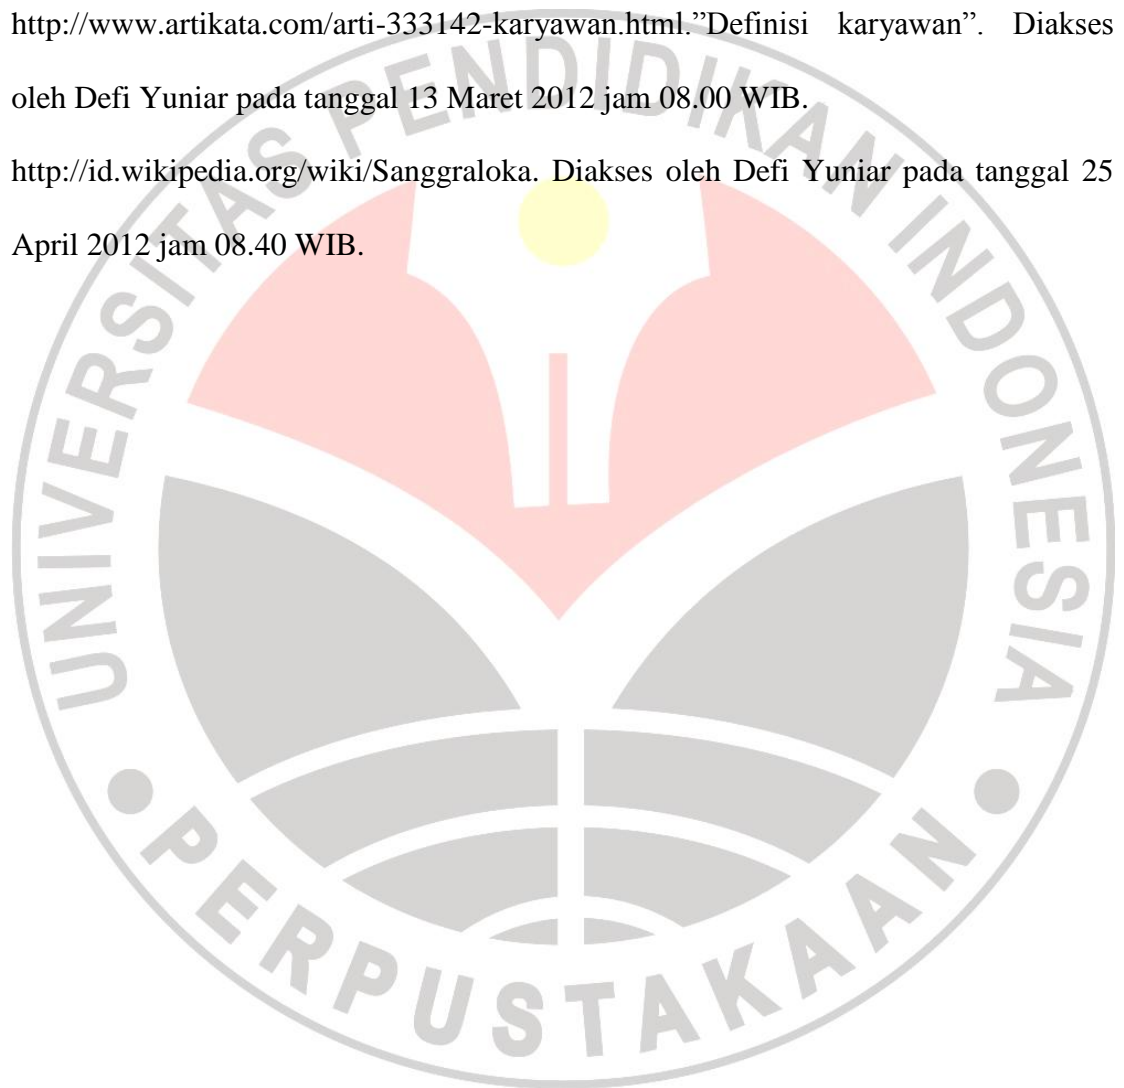 http://www.artikata.com/arti-333142-karyawan.html.”Definisi karyawan”. Diakses
oleh Defi Yuniar pada tanggal 13 Maret 2012 jam 08.00 WIB.
http://id.wikipedia.org/wiki/Sanggraloka. Diakses oleh Defi Yuniar pada tanggal 25
April 2012 jam 08.40 WIB.
UNIVERSITAS PENDIDIKAN INDONESIA
PERPUSTAKAAN